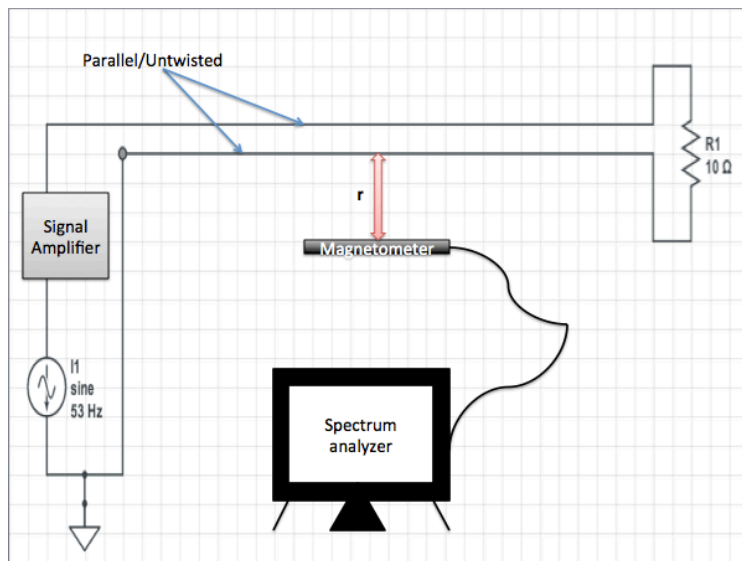 Parallel/Untwisted
R1
10 Ω
r
Signal
Amplifier
Magnetometer
I1
sine
53 Hz
Spectrum
analyzer